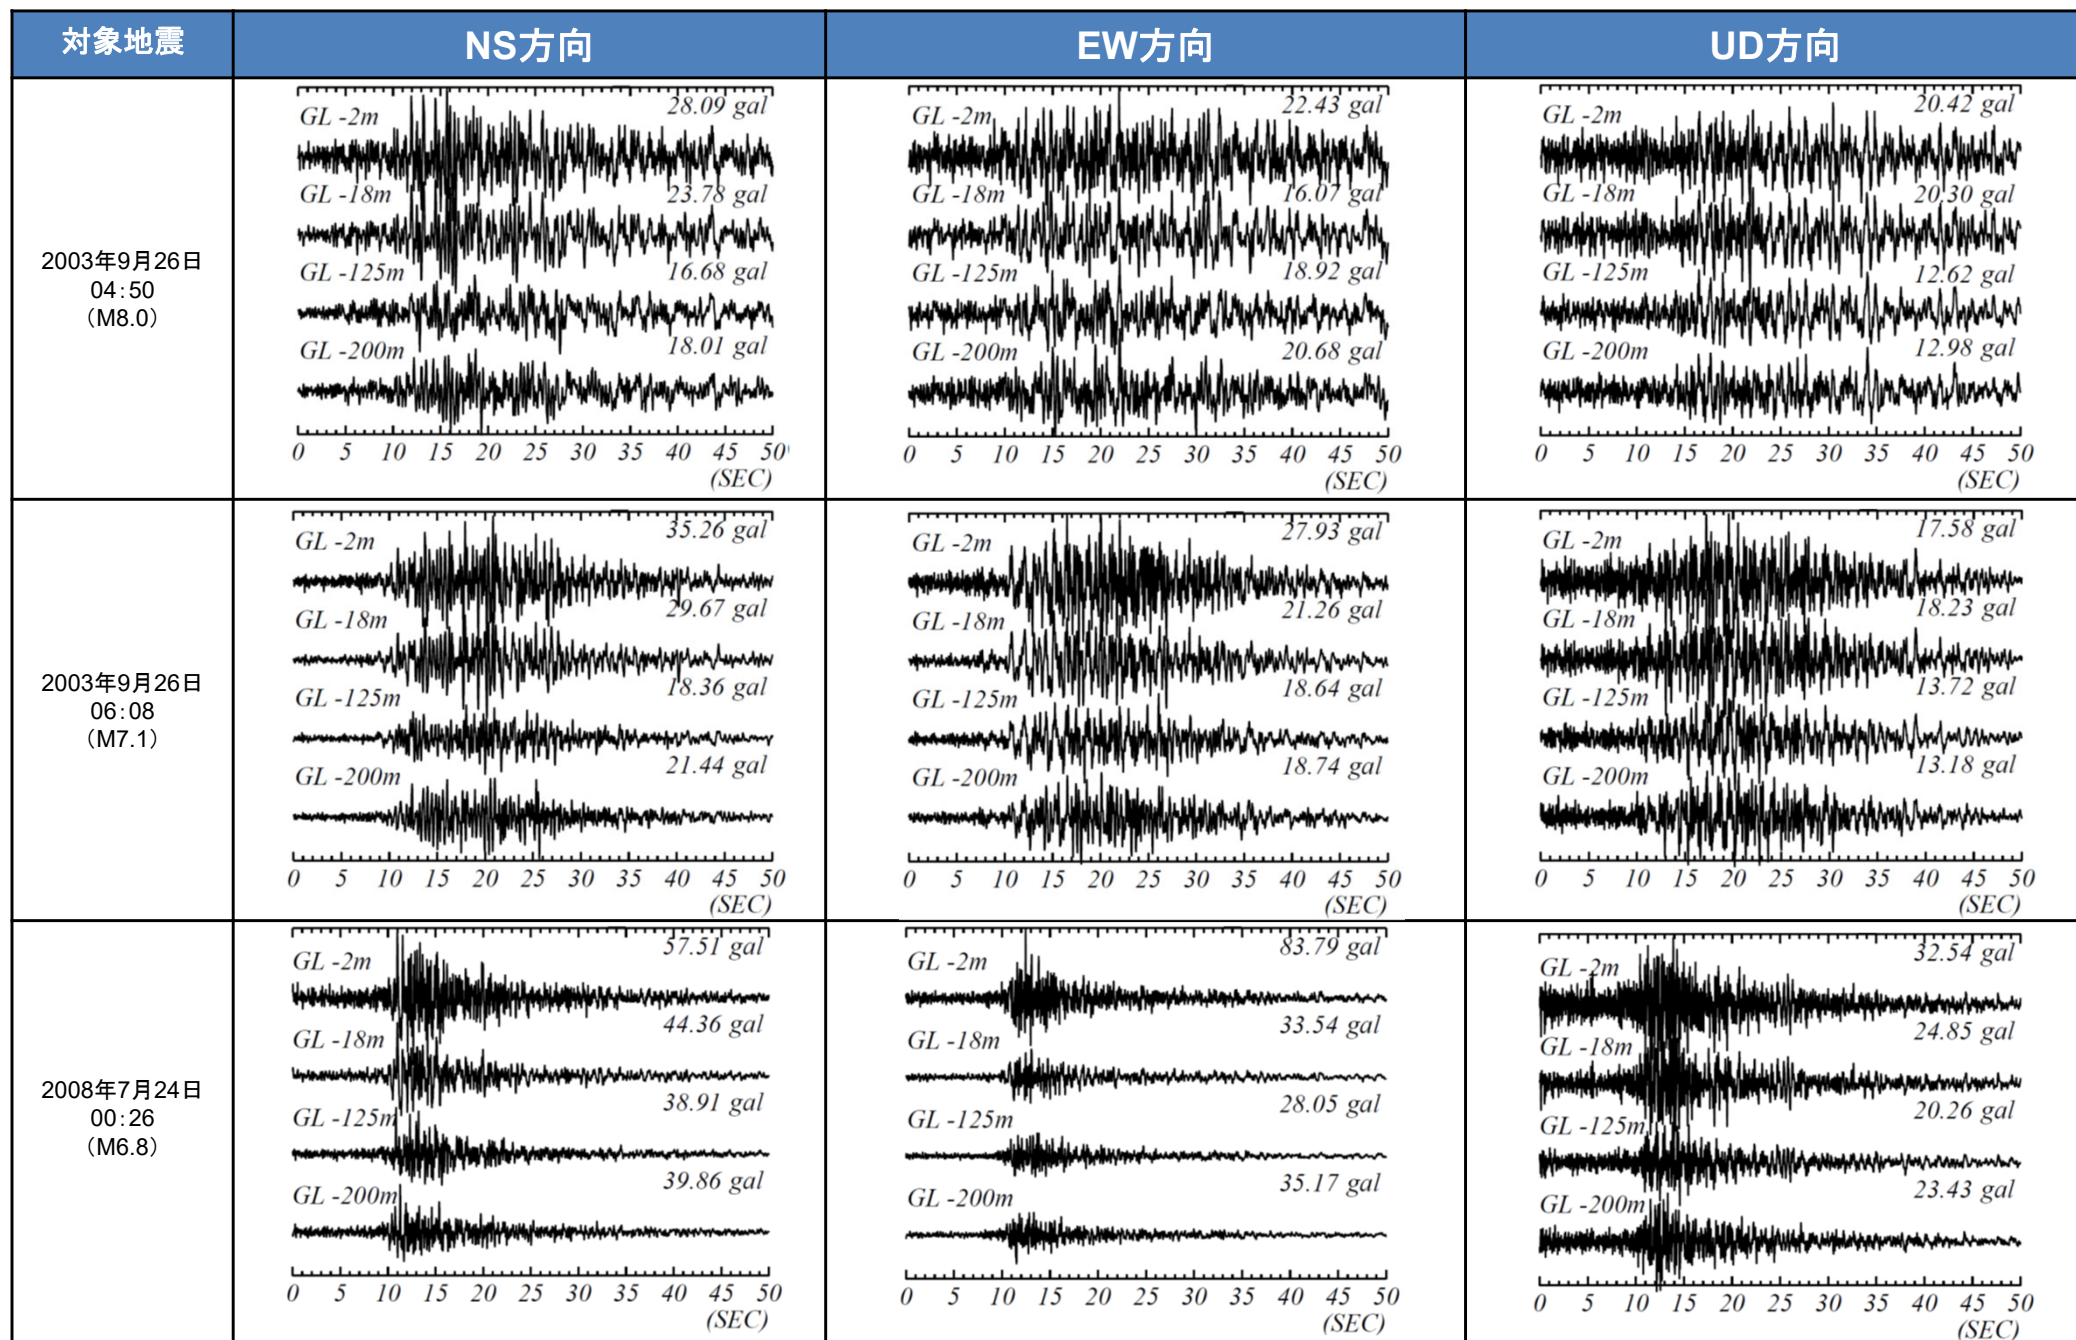 対象地震
NS方向
EW方向
UD方向
2003年9月26日
04：50
（M8.0）
GL -2m
28.09 gal
GL -18m
23.78 gal
GL -125m
16.68 gal
GL -200m
18.01 gal
0 5 10 15 20 25 30 35 40 45 50
(SEC)
GL -2m
22.43 gal
GL -18m
16.07 gal
GL -125m
18.92 gal
GL -200m
20.68 gal
0 5 10 15 20 25 30 35 40 45 50
(SEC)
GL -2m
20.42 gal
GL -18m
20.30 gal
GL -125m
12.62 gal
GL -200m
12.98 gal
0 5 10 15 20 25 30 35 40 45 50
(SEC)
2003年9月26日
06：08
（M7.1）
GL -2m
35.26 gal
GL -18m
29.67 gal
GL -125m
18.36 gal
GL -200m
21.44 gal
0 5 10 15 20 25 30 35 40 45 50
(SEC)
GL -2m
27.93 gal
GL -18m
21.26 gal
GL -125m
18.64 gal
GL -200m
18.74 gal
0 5 10 15 20 25 30 35 40 45 50
(SEC)
GL -2m
17.58 gal
GL -18m
18.23 gal
GL -125m
13.72 gal
GL -200m
13.18 gal
0 5 10 15 20 25 30 35 40 45 50
(SEC)
2008年7月24日
00：26
（M6.8）
GL -2m
57.51 gal
GL -18m
44.36 gal
GL -125m
38.91 gal
GL -200m
39.86 gal
0 5 10 15 20 25 30 35 40 45 50
(SEC)
GL -2m
83.79 gal
GL -18m
33.54 gal
GL -125m
28.05 gal
GL -200m
35.17 gal
0 5 10 15 20 25 30 35 40 45 50
(SEC)
GL -2m
32.54 gal
GL -18m
24.85 gal
GL -125m
20.26 gal
GL -200m
23.43 gal
0 5 10 15 20 25 30 35 40 45 50
(SEC)